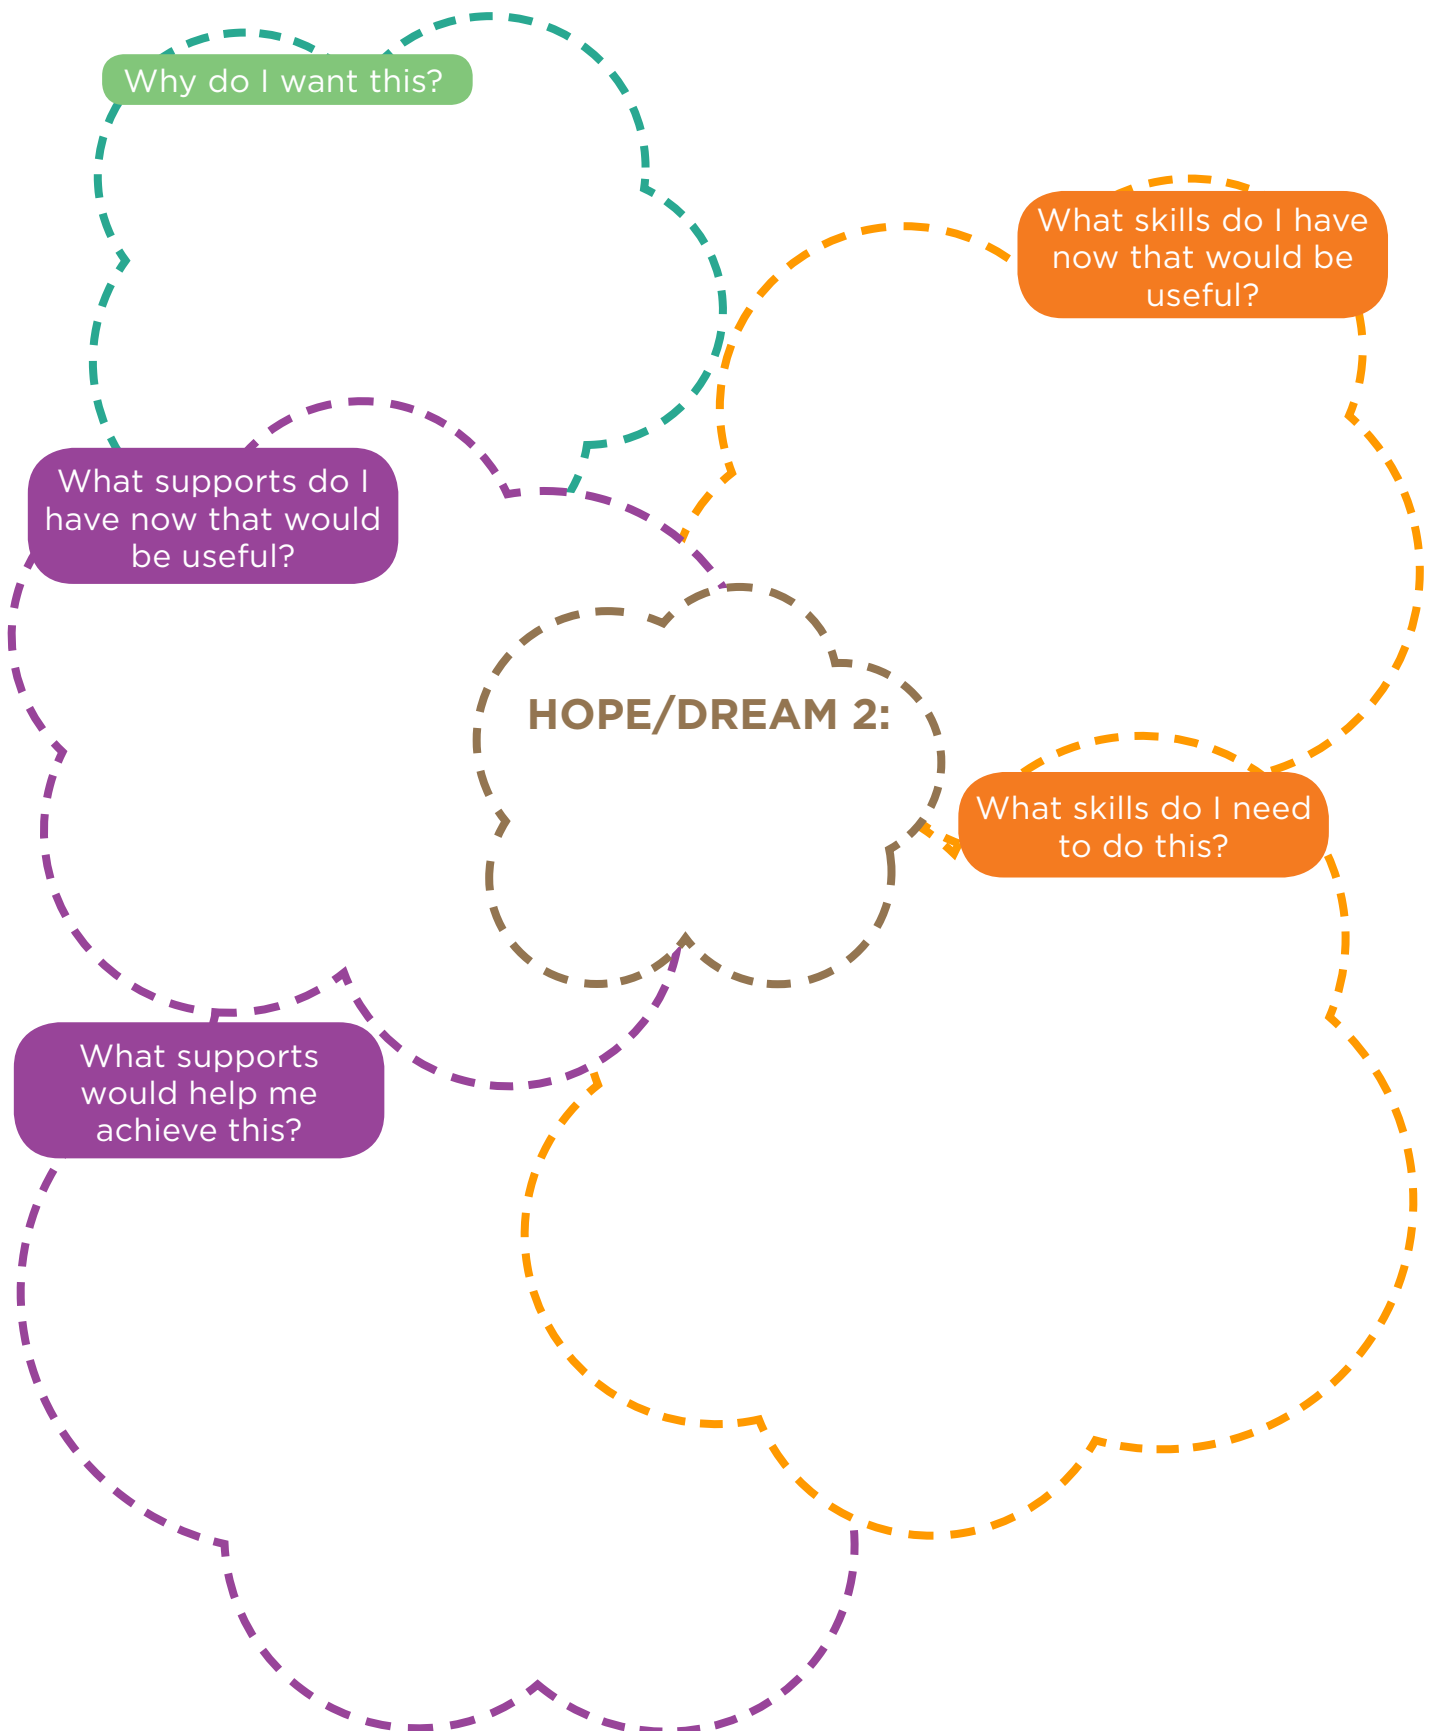 Why do I want this?
What skills do I have
now that would be
useful?
What supports do I
have now that would
be useful?
HOPE/DREAM 2:
What skills do I need
to do this?
What supports
would help me
achieve this?